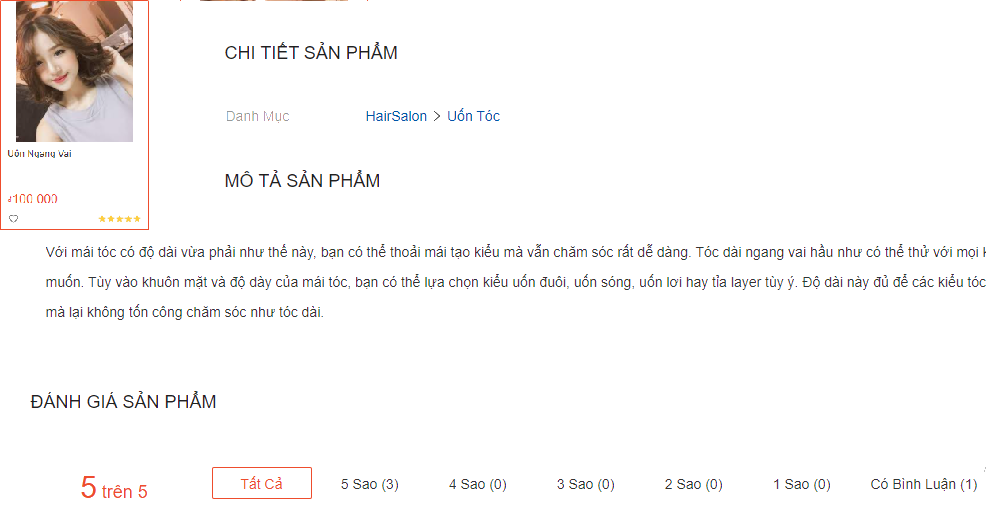 Uốn Ngang Vai
₫100.000
CHI TIẾT SẢN PHẨM
Danh Mục HairSalon > Uốn Tóc
MÔ TẢ SẢN PHẨM
Với mái tóc có độ dài vừa phải như thế này, bạn có thể thoải mái tạo kiểu mà vẫn chăm sóc rất dễ dàng. Tóc dài ngang vai hầu như có thể thử với mọi
muốn. Tùy vào khuôn mặt và độ dày của mái tóc, bạn có thể lựa chọn kiểu uốn đuôi, uốn sóng, uốn lơi hay tỉa layer tùy ý. Độ dài này đủ để các kiểu tóc
mà lại không tốn công chăm sóc như tóc dài.
ĐÁNH GIÁ SẢN PHẨM
5 trên 5 Tất Cả 5 Sao (3) 4 Sao (0) 3 Sao (0) 2 Sao (0) 1 Sao (0) Có Bình Luận (1)